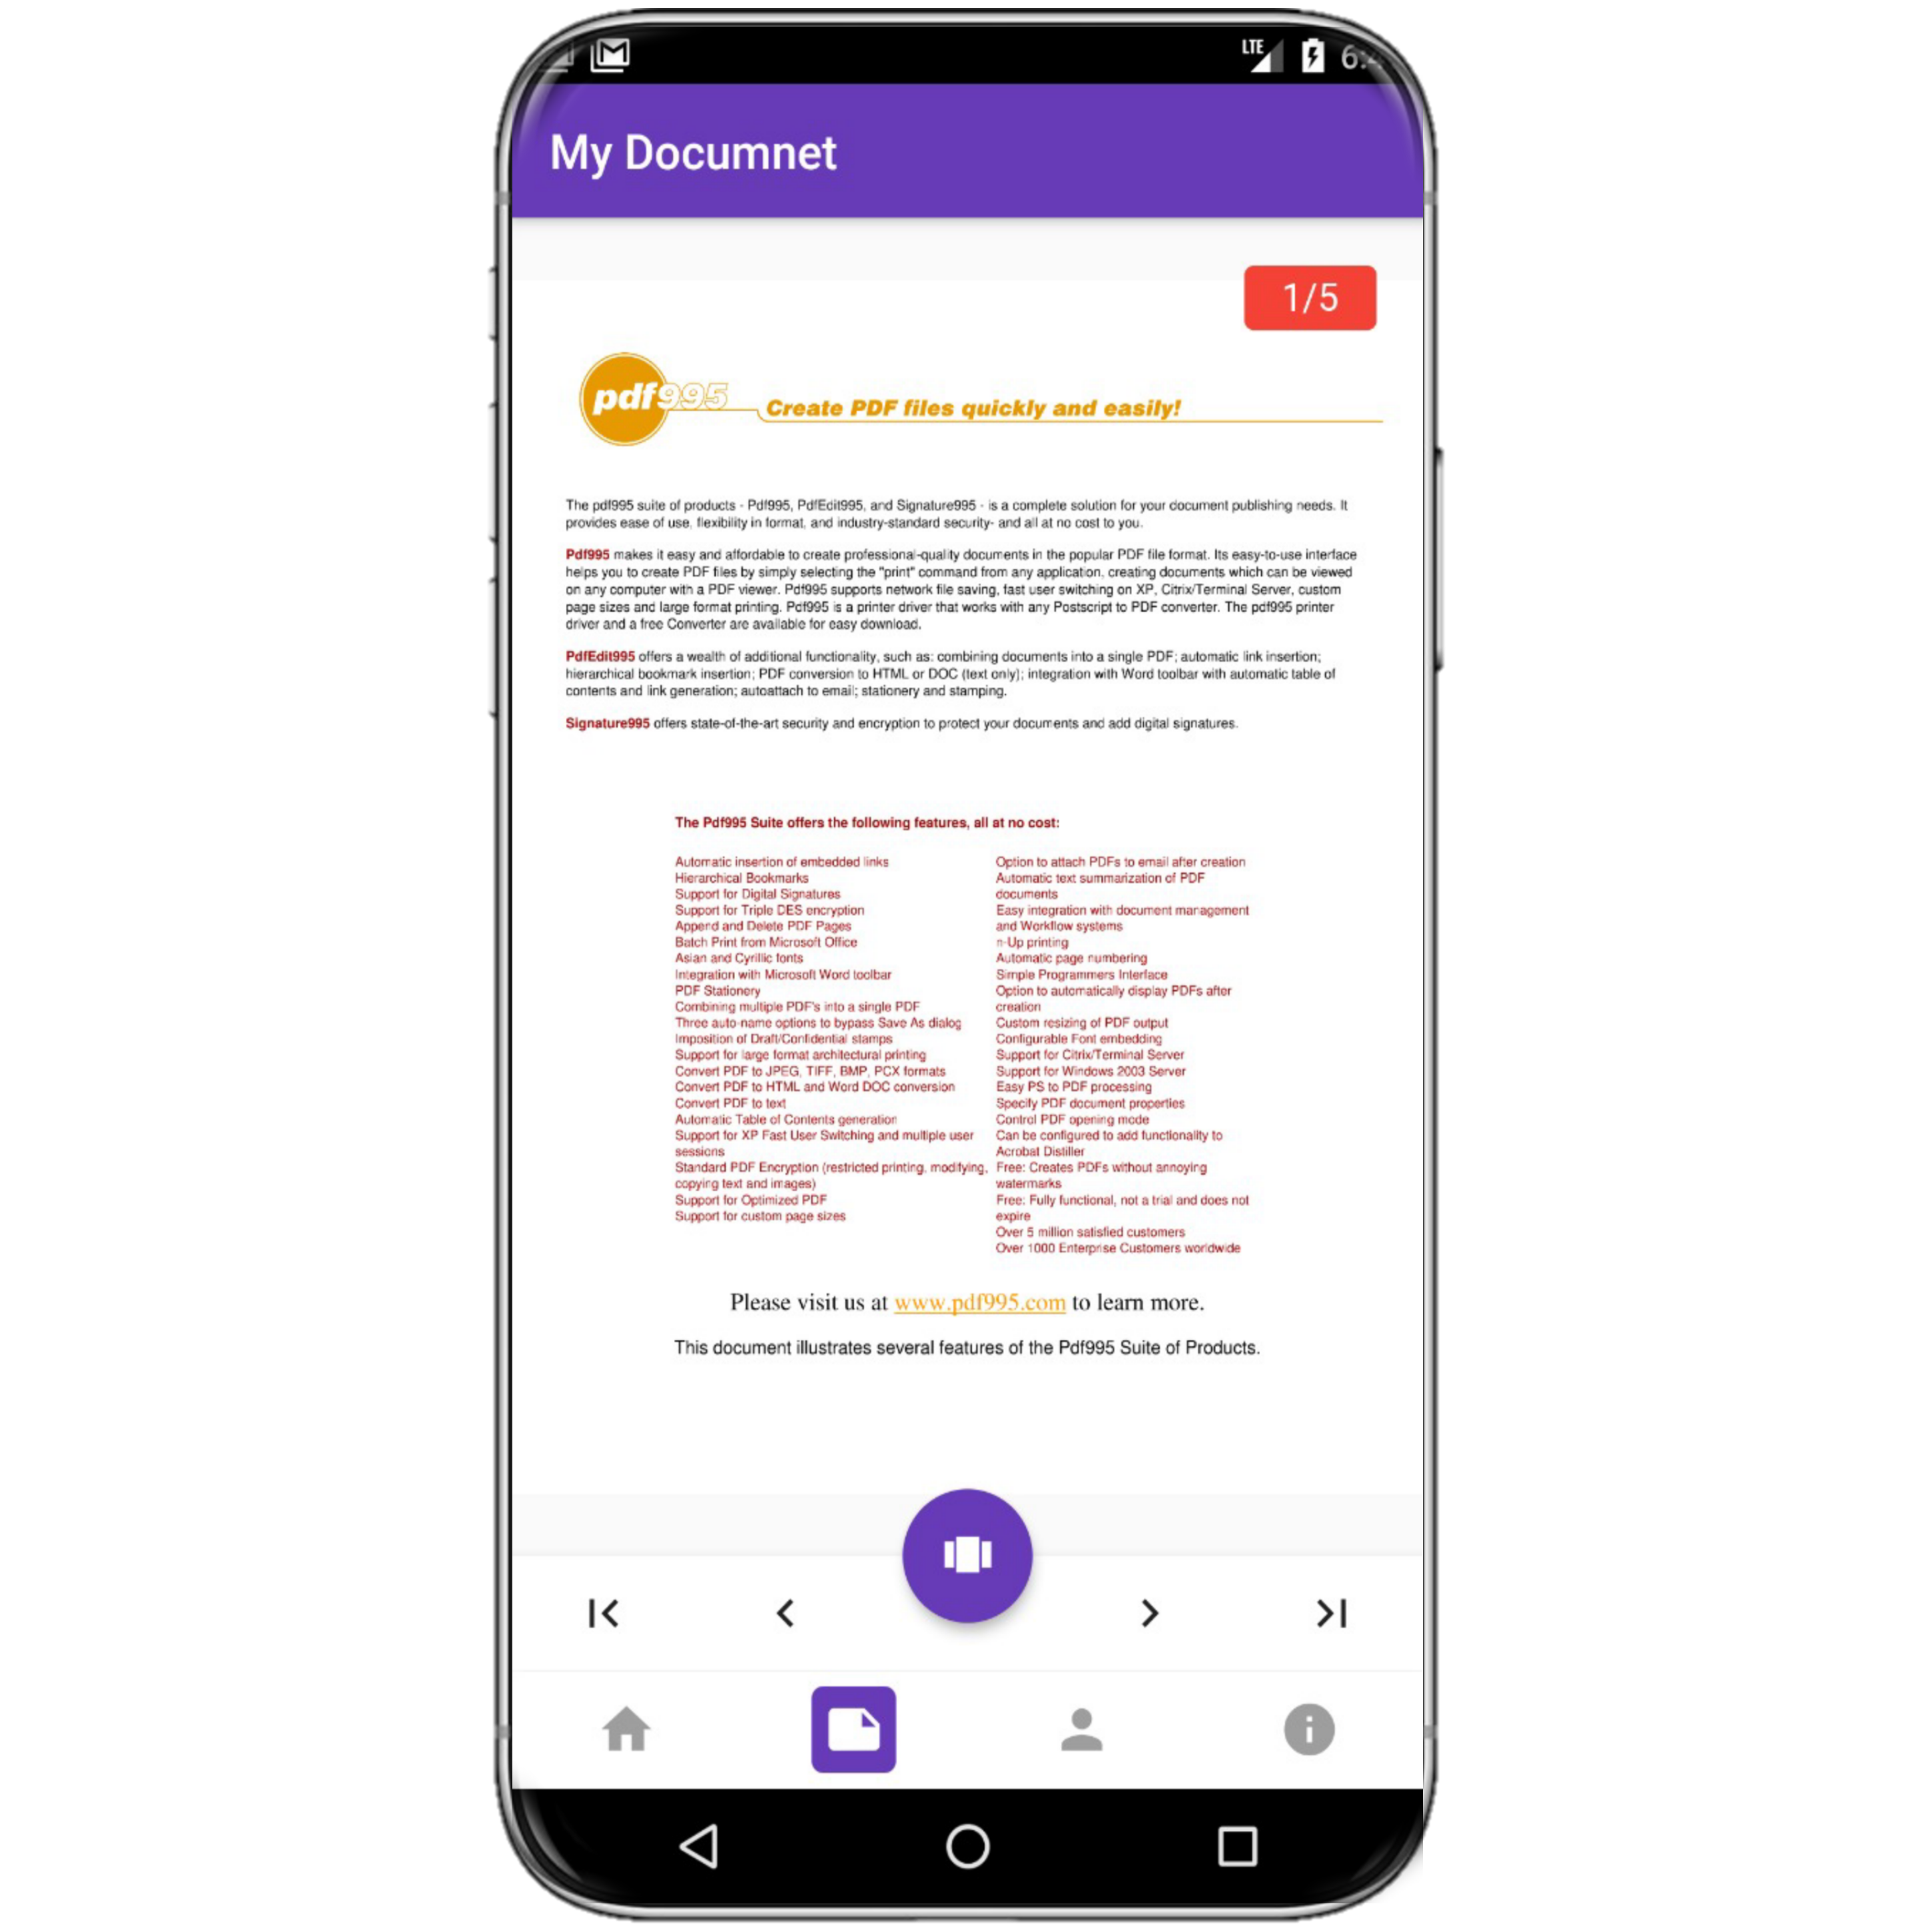 LTE
My Documnet
1/5
pdf995
Create PDF files quickly and easily!
The pdf995 suite of products - Pdf995, PdfEdit995, and Signature995 - is a complete solution for your document publishing needs. It
provides ease of use, flexibility in format, and industry-standard security- and all at no cost to you.
Pdf995 makes it easy and affordable to create professional-quality documents in the popular PDF file format. Its easy-to-use interface
helps you to create PDF files by simply selecting the "print" command from any application, creating documents which can be viewed
on any computer with a PDF viewer. Pdf995 supports network file saving, fast user switching on XP, Citrix/Terminal Server, custom
page sizes and large format printing. Pdf995 is a printer driver that works with any Postscript to PDF converter. The pdf995 printer
driver and a free Converter are available for easy download.
PdfEdit995 offers a wealth of additional functionality, such as: combining documents into a single PDF; automatic link insertion;
hierarchical bookmark insertion; PDF conversion to HTML or DOC (text only); integration with Word toolbar with automatic table of
contents and link generation; autoattach to email; stationery and stamping.
Signature995 offers state-of-the-art security and encryption to protect your documents and add digital signatures.
The Pdf995 Suite offers the following features, all at no cost:
Automatic insertion of embedded links
Hierarchical Bookmarks
Support for Digital Signatures
Support for Triple DES encryption
Append and Delete PDF Pages
Batch Print from Microsoft Office
Asian and Cyrillic fonts
Integration with Microsoft Word toolbar
PDF Stationery
Combining multiple PDF's into a single PDF
Three auto-name options to bypass Save As dialog
Imposition of Draft/Confidential stamps
Support for large format architectural printing
Convert PDF to JPEG, TIFF, BMP, PCX formats
Convert PDF to HTML and Word DOC conversion
Convert PDF to text
Automatic Table of Contents generation
Support for XP Fast User Switching and multiple user
sessions
Standard PDF Encryption (restricted printing, modifying,
copying text and images)
Support for Optimized PDF
Support for custom page sizes
Option to attach PDFs to email after creation
Automatic text summarization of PDF
documents
Easy integration with document management
and Workflow systems
n-Up printing
Automatic page numbering
Simple Programmers Interface
Option to automatically display PDFs after
creation
Custom resizing of PDF output
Configurable Font embedding
Support for Citrix/Terminal Server
Support for Windows 2003 Server
Easy PS to PDF processing
Specify PDF document properties
Control PDF opening mode
Can be configured to add functionality to
Acrobat Distiller
Free: Creates PDFs without annoying
watermarks
Free: Fully functional, not a trial and does not
expire
Over 5 million satisfied customers
Over 1000 Enterprise Customers worldwide
Please visit us at www.pdf995.com to learn more.
This document illustrates several features of the Pdf995 Suite of Products.